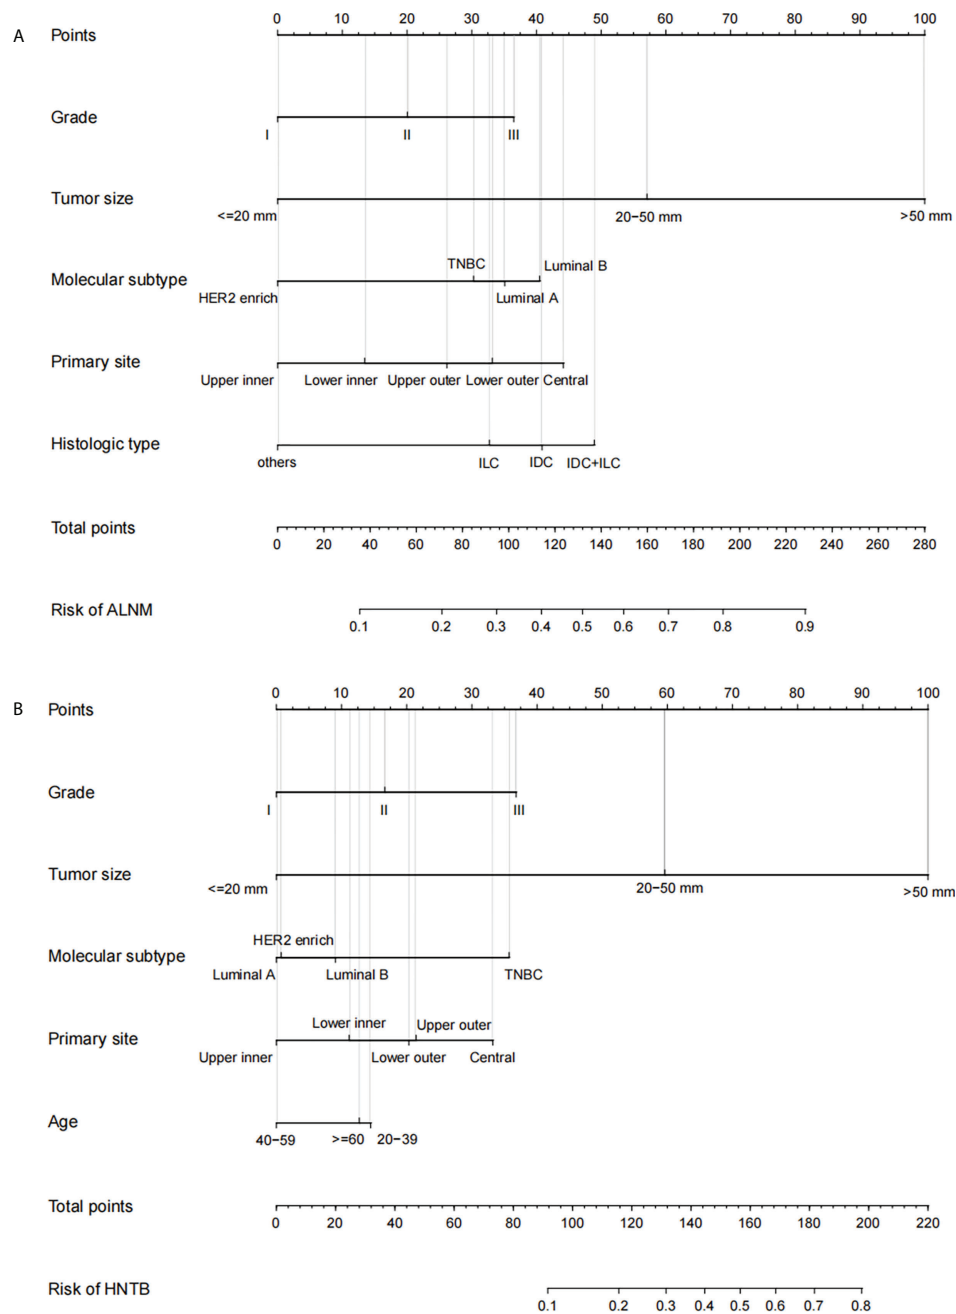 0 10 20 30 40 50 60 70 80 90 100
A Points
Grade
I II III
Tumor size
<=20 mm 20−50 mm >50 mm
TNBC Luminal B
Molecular subtype
HER2 enrich Luminal A
Primary site
Upper inner Lower inner Upper outer Lower outer Central
Histologic type
others ILC IDC IDC+ILC
Total points
0 20 40 60 80 100 120 140 160 180 200 220 240 260 280
Risk of ALNM
0.1 0.2 0.3 0.4 0.5 0.6 0.7 0.8 0.9
0 10 20 30 40 50 60 70 80 90 100
B Points
Grade
I II III
Tumor size
<=20 mm 20−50 mm >50 mm
HER2 enrich
Molecular subtype
Luminal A Luminal B TNBC
Lower inner Upper outer
Primary site
Upper inner Lower outer Central
Age
40−59 >=60 20−39
Total points
0 20 40 60 80 100 120 140 160 180 200 220
Risk of HNTB
0.1 0.2 0.3 0.4 0.5 0.6 0.7 0.8